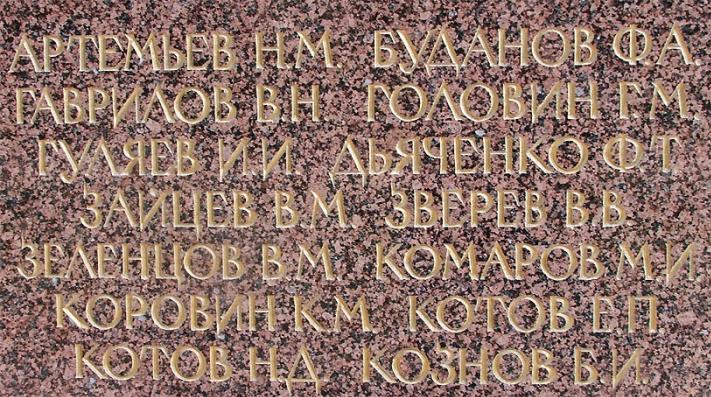 АРТЕМЬЕВ Н.М. БУДАНОВ Ф.А.
ГАВРИЛОВ В.Н ГОЛОВИН Г.М.
ГУЛЯЕВ И.И. ДЬЯЧЕНКО Ф.Т.
ЗАЙЦЕВ В.М. ЗВЕРЕВ В.В.
ЗЕЛЕНЦОВ В.М. КОМАРОВ М.И.
КОРОВИН К.М. КОТОВ Е.П.
КОТОВ Н.Д. КОЗНОВ Б.И.